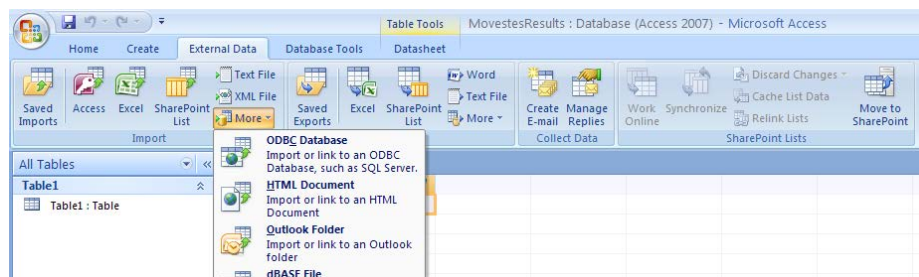 Table Tools MovestesResults : Database (Access 2007) - Microsoft Access
Home Create External Data Database Tools Datasheet
Saved Imports
Access
Excel
SharePoint List
Text File
XML File
More
Import
Saved Exports
Excel
SharePoint List
Word
Text File
More
Create E-mail
Manage Replies
Collect Data
Work Online
Synchronize
Discard Changes
Cache List Data
Relink Lists
Move to SharePoint
SharePoint Lists
All Tables
Table1
Table1 : Table
ODBC Database
Import or link to an ODBC
Database, such as SQL Server.
HTML Document
Import or link to an HTML
Document
Outlook Folder
Import or link to an Outlook
folder
dBASE File